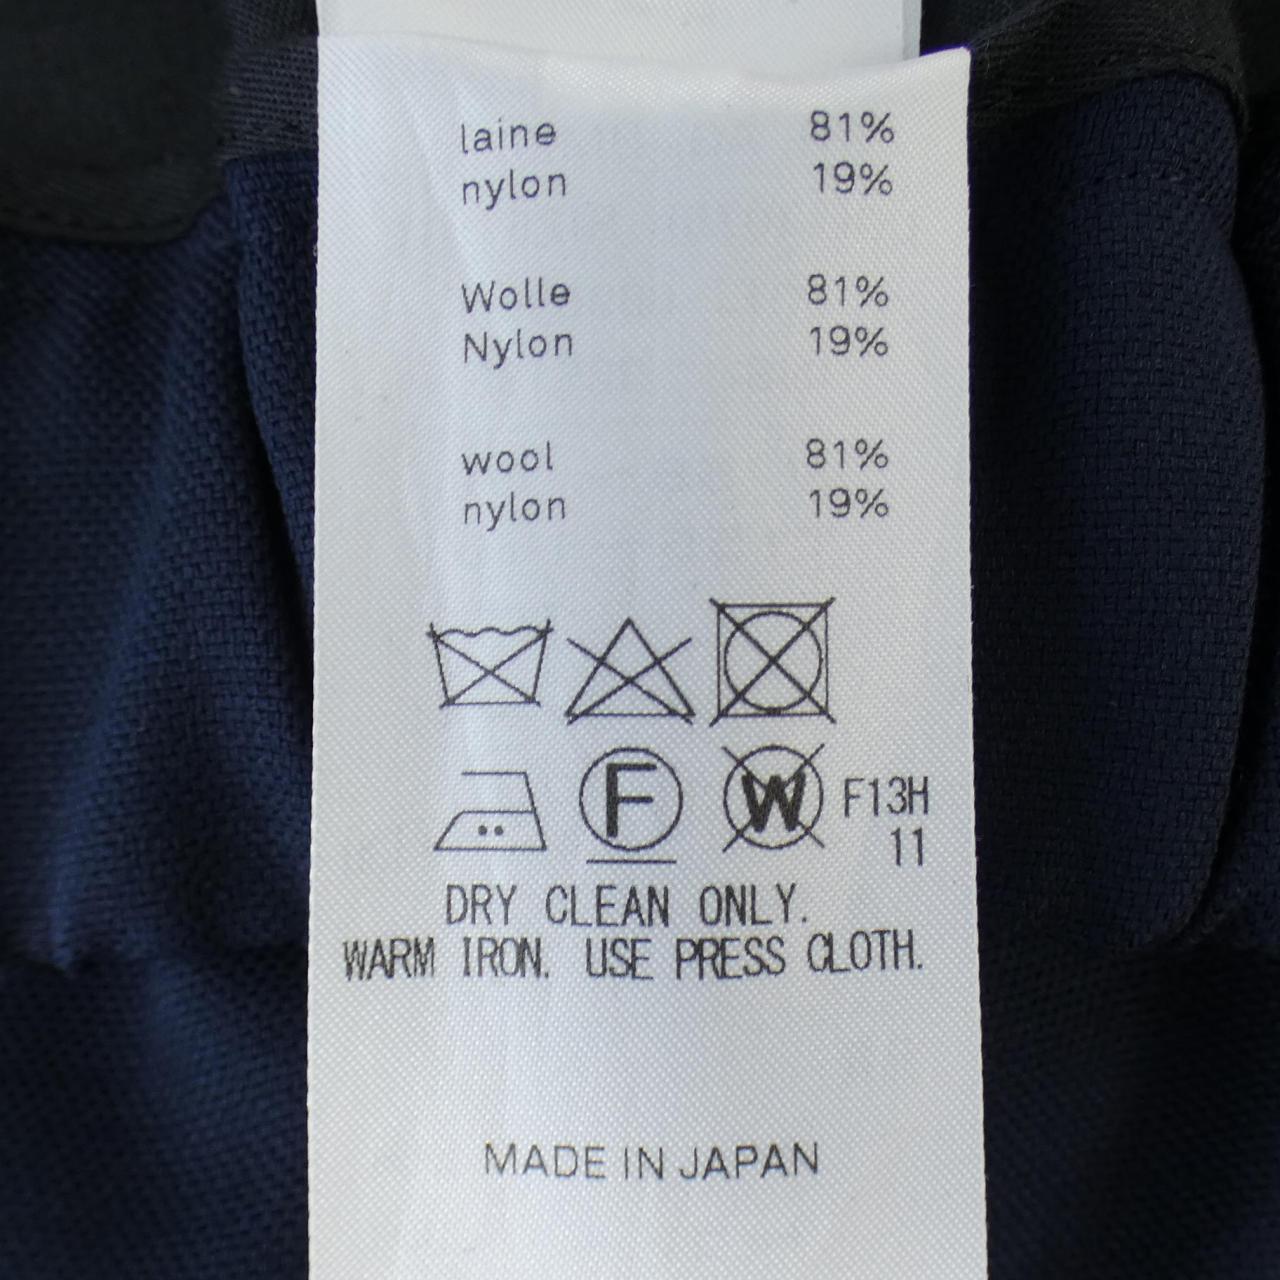 laine 81%
nylon 19%
Wolle 81%
Nylon 19%
wool 81%
nylon 19%
F W F13H
11
DRY CLEAN ONLY.
WARM IRON. USE PRESS CLOTH.
MADE IN JAPAN